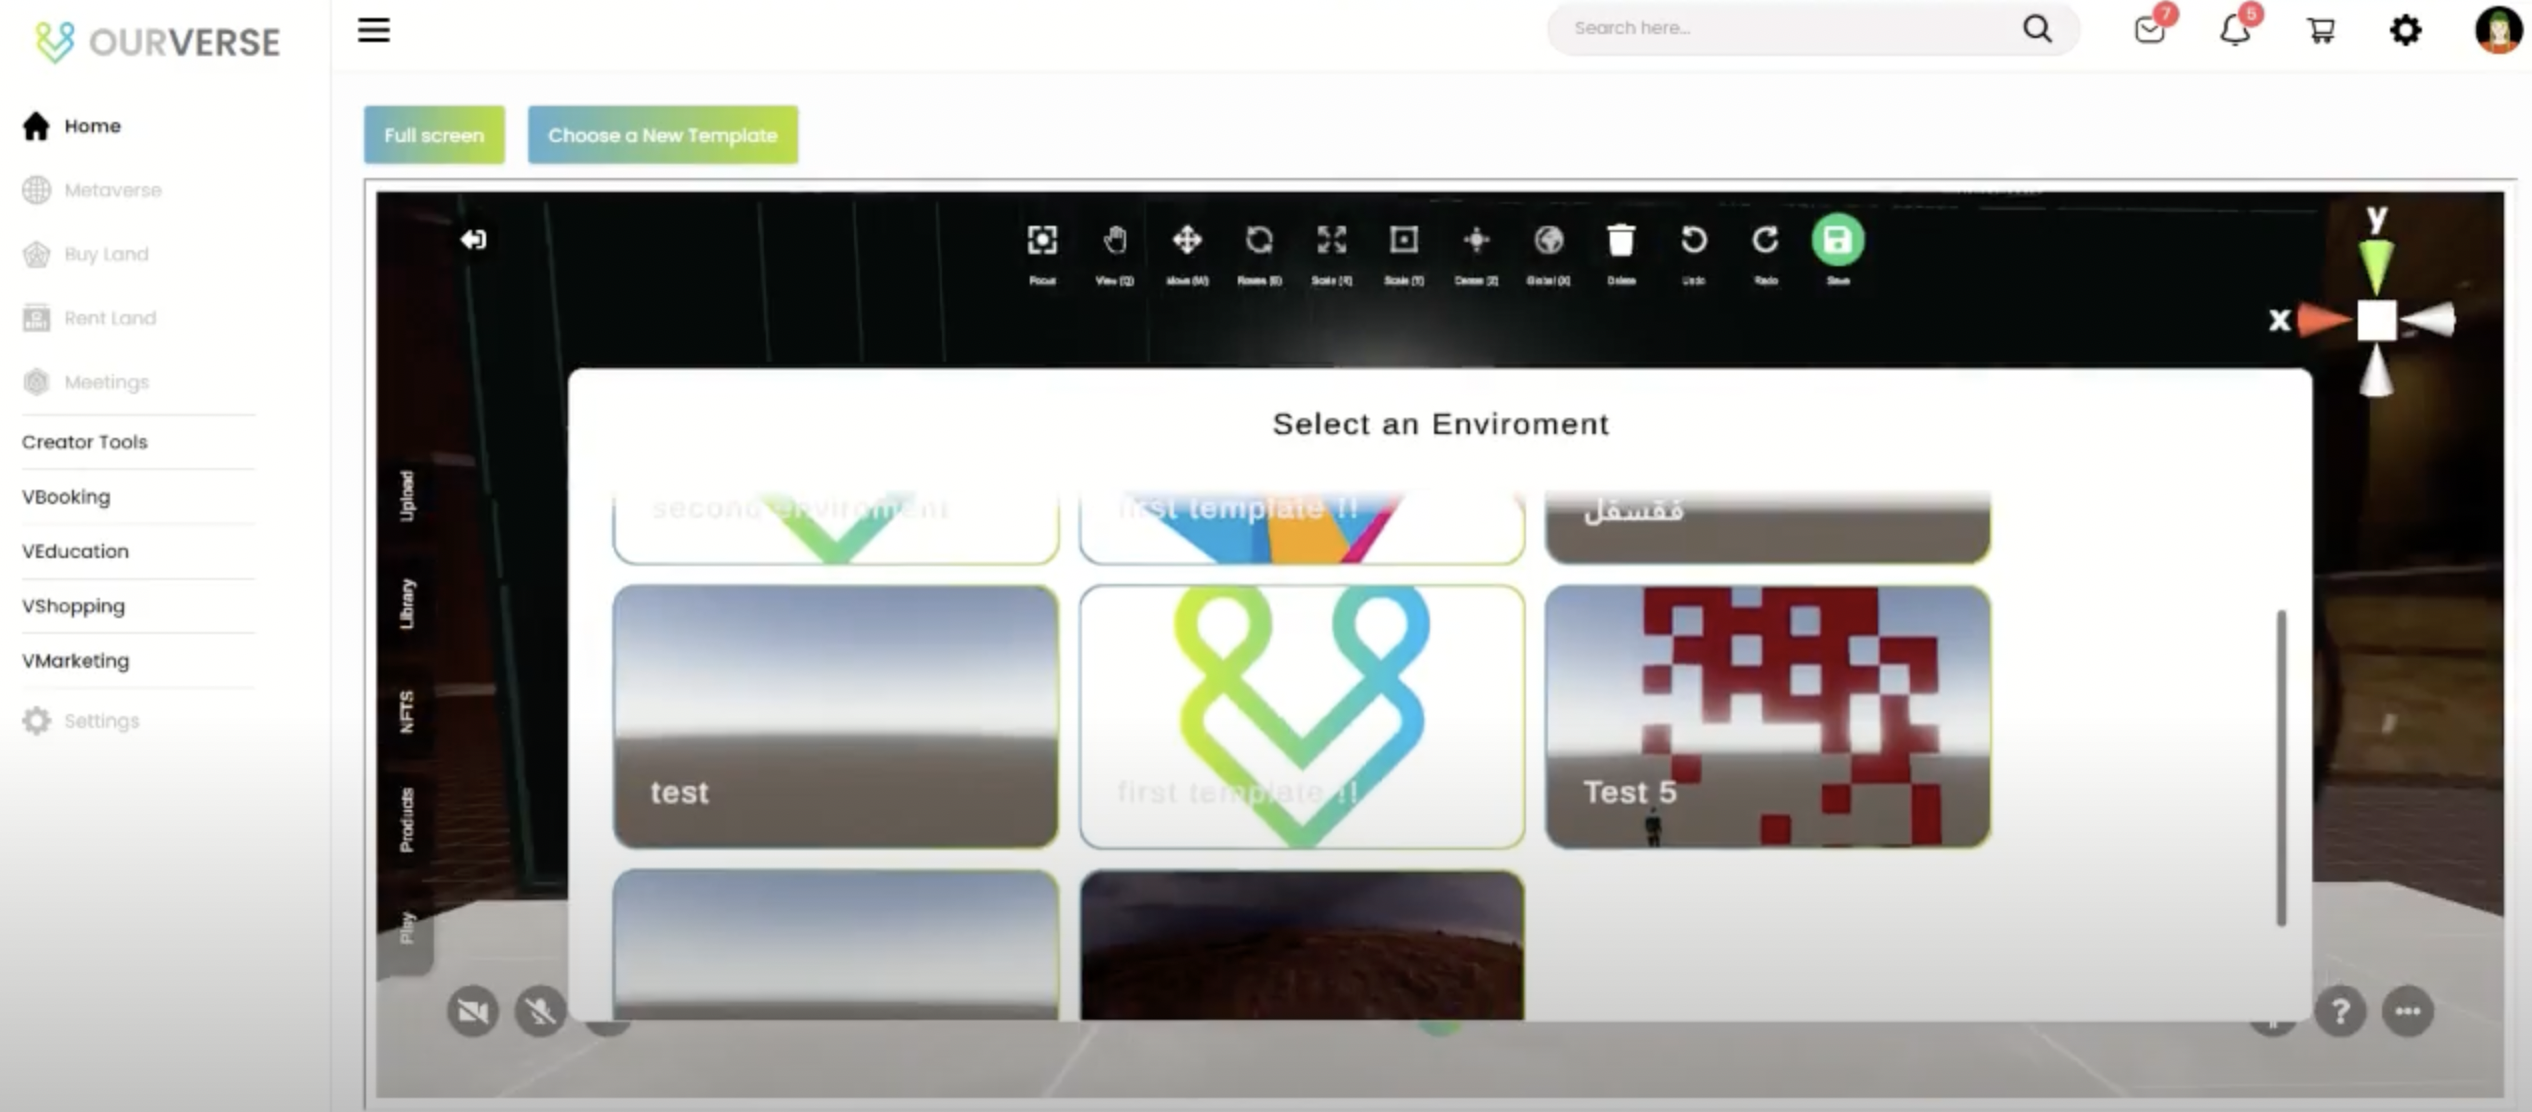 OURVERSE
Search here...
7
5
Home
Metaverse
Buy Land
Rent Land
Meetings
Creator Tools
VBooking
VEducation
VShopping
VMarketing
Settings
Full screen
Choose a New Template
Focus
View (Q)
Move (W)
Rotate (E)
Scale (R)
Scale (T)
Center (Z)
Global (X)
Delete
Undo
Redo
Save
y
x
Upload
Library
NFTS
Products
Play
Select an Enviroment
second enviroment
first template !!
ففسقل
test
first template !!
Test 5
?